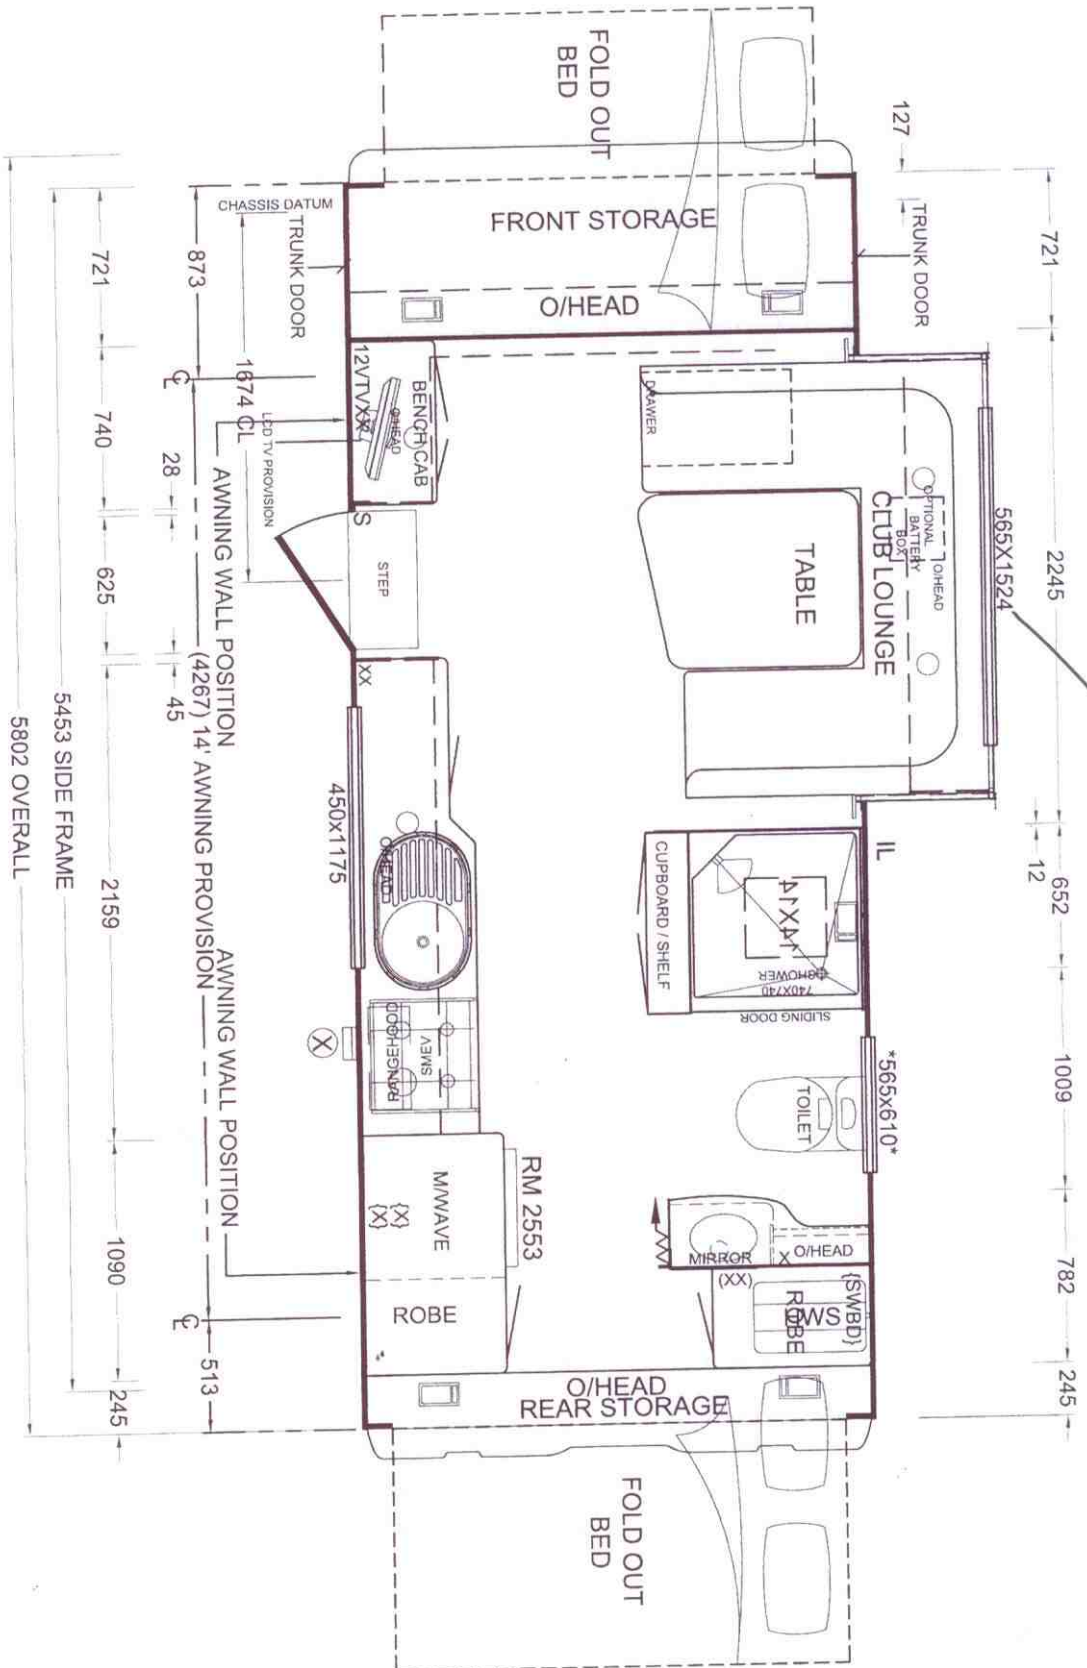 FOLD OUT
BED
127
721
2245
12
652
1009
782
245
TRUNK DOOR
FRONT STORAGE
O/HEAD
CHASSIS DATUM
TRUNK DOOR
873
721
740
28
625
45
2159
1090
245
513
1674 CL
LCD TV PROVISION
12VTVXX
BENCH CAB
O/HEAD
DRAWER
CLUB LOUNGE
OPTIONAL
BATTERY
BOX
O/HEAD
565X1524
TABLE
S
STEP
XX
AWNING WALL POSITION
(4267) 14' AWNING PROVISION
AWNING WALL POSITION
5453 SIDE FRAME
5802 OVERALL
450x1175
O/HEAD
IL
CUPBOARD / SHELF
14X14
SHOWER
740X740
SLIDING DOOR
X
RANGEHOOD
SMEV
TOILET
*565x610*
M/WAVE
{X}
{X}
RM 2553
MIRROR
(XX)
X
O/HEAD
ROBE
ROBE
{SWBD}
O/HEAD
REAR STORAGE
FOLD OUT
BED